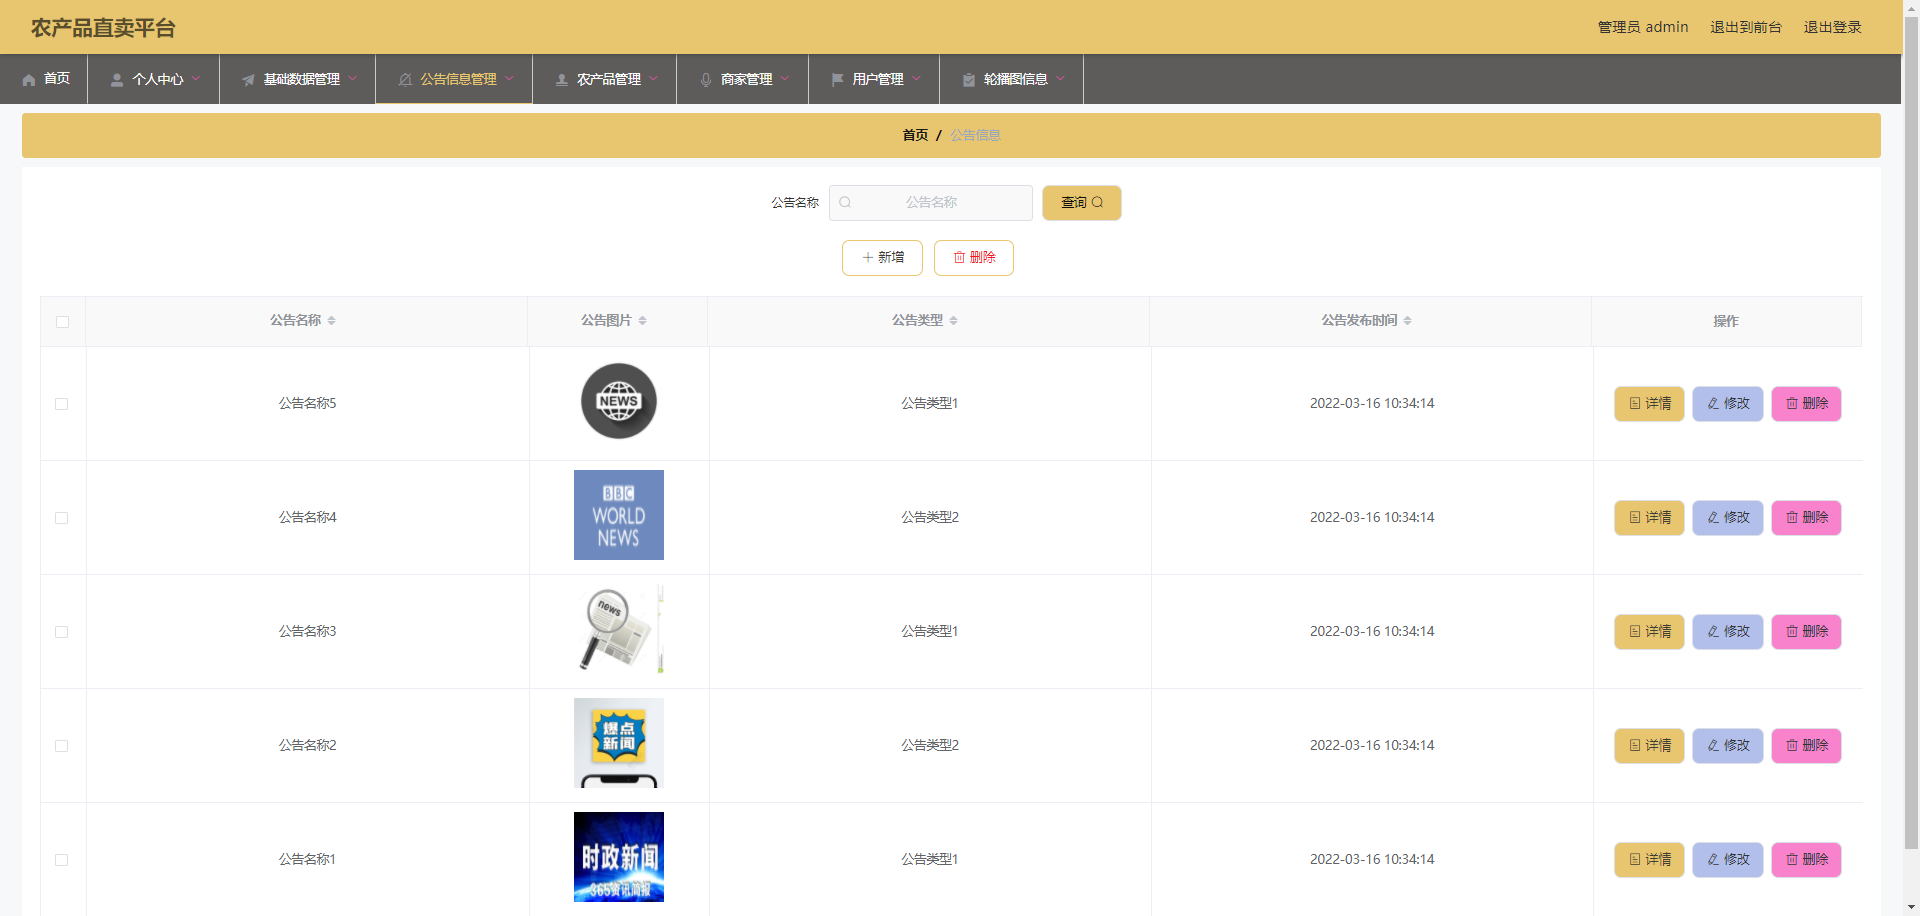 农产品直卖平台
管理员 admin 退出到前台 退出登录
首页 个人中心 基础数据管理 公告信息管理 农产品管理 商家管理 用户管理 轮播图信息
首页 / 公告信息
公告名称 公告名称 查询
新增 删除
公告名称 公告图片 公告类型 公告发布时间 操作
公告名称5 NEWS 公告类型1 2022-03-16 10:34:14 详情 修改 删除
BBC
WORLD
NEWS
公告名称4 公告类型2 2022-03-16 10:34:14 详情 修改 删除
news
公告名称3 公告类型1 2022-03-16 10:34:14 详情 修改 删除
爆点
新闻
公告名称2 公告类型2 2022-03-16 10:34:14 详情 修改 删除
时政新闻
365资讯简报
公告名称1 公告类型1 2022-03-16 10:34:14 详情 修改 删除